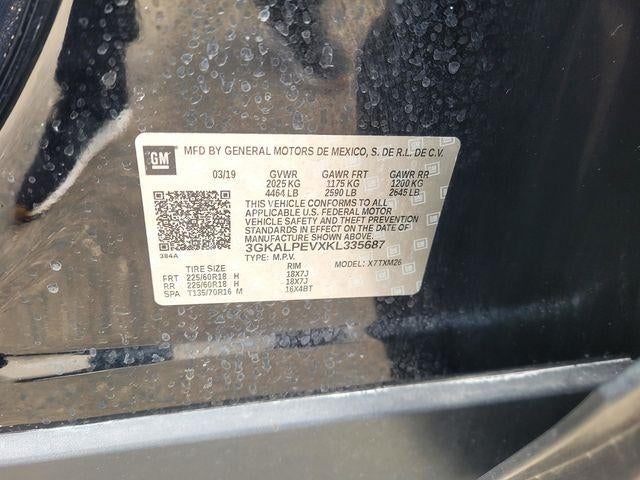 GM
MFD BY GENERAL MOTORS DE MEXICO, S. DE R.L. DE C.V.
03/19 GVWR GAWR FRT GAWR RR
2025 KG 1175 KG 1200 KG
4464 LB 2590 LB 2645 LB
THIS VEHICLE CONFORMS TO ALL
APPLICABLE U.S. FEDERAL MOTOR
VEHICLE SAFETY AND THEFT PREVENTION
STANDARDS IN EFFECT ON THE DATE OF
MANUFACTURE SHOWN ABOVE.
3GKALPEVXKL335687
384A TYPE: M.P.V. MODEL: X7TXM26
TIRE SIZE RIM
FRT 225/60R18 H 18X7J
RR 225/60R18 H 18X7J
SPA T135/70R16 M 16X4BT